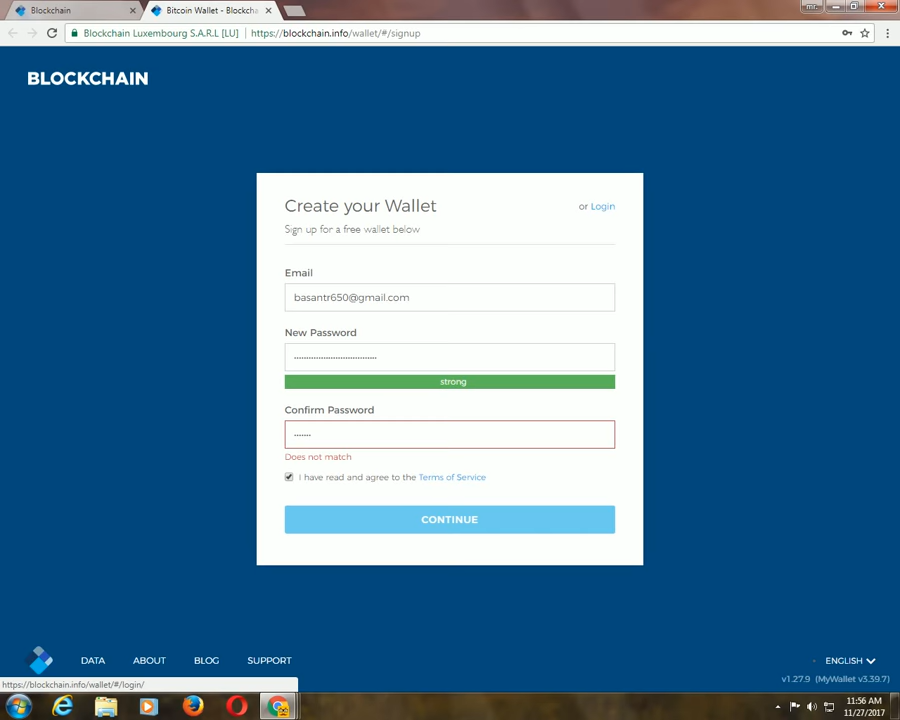 Blockchain
Bitcoin Wallet - Blockcha
mr.
Blockchain Luxembourg S.A.R.L [LU]
https://blockchain.info/wallet/#/signup
BLOCKCHAIN
Create your Wallet
or Login
Sign up for a free wallet below
Email
basantr650@gmail.com
New Password
strong
Confirm Password
Does not match
I have read and agree to the Terms of Service
CONTINUE
DATA ABOUT BLOG SUPPORT
ENGLISH
https://blockchain.info/wallet/#/login/
v1.27.9 (MyWallet v3.39.7)
11:56 AM
11/27/2017